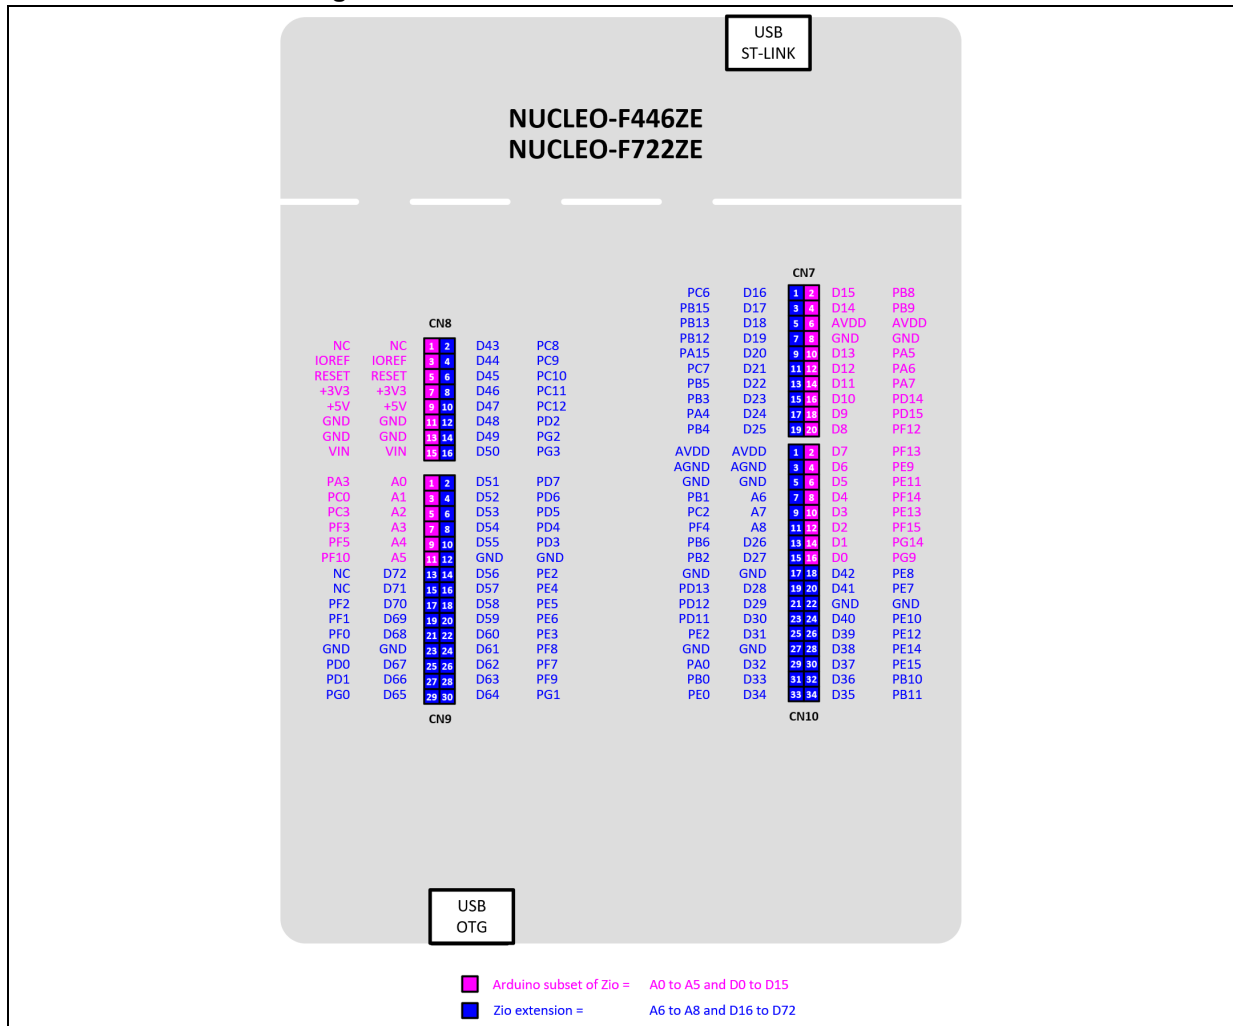 USB
ST-LINK
NUCLEO-F446ZE
NUCLEO-F722ZE
CN8
NC NC 1 2 D43 PC8
IOREF IOREF 3 4 D44 PC9
RESET RESET 5 6 D45 PC10
+3V3 +3V3 7 8 D46 PC11
+5V +5V 9 10 D47 PC12
GND GND 11 12 D48 PD2
GND GND 13 14 D49 PG2
VIN VIN 15 16 D50 PG3
PA3 A0 1 2 D51 PD7
PC0 A1 3 4 D52 PD6
PC3 A2 5 6 D53 PD5
PF3 A3 7 8 D54 PD4
PF5 A4 9 10 D55 PD3
PF10 A5 11 12 GND GND
NC D72 13 14 D56 PE2
NC D71 15 16 D57 PE4
PF2 D70 17 18 D58 PE5
PF1 D69 19 20 D59 PE6
PF0 D68 21 22 D60 PE3
GND GND 23 24 D61 PF8
PD0 D67 25 26 D62 PF7
PD1 D66 27 28 D63 PF9
PG0 D65 29 30 D64 PG1
CN9
CN7
PC6 D16 1 2 D15 PB8
PB15 D17 3 4 D14 PB9
PB13 D18 5 6 AVDD AVDD
PB12 D19 7 8 GND GND
PA15 D20 9 10 D13 PA5
PC7 D21 11 12 D12 PA6
PB5 D22 13 14 D11 PA7
PB3 D23 15 16 D10 PD14
PA4 D24 17 18 D9 PD15
PB4 D25 19 20 D8 PF12
AVDD AVDD 1 2 D7 PF13
AGND AGND 3 4 D6 PE9
GND GND 5 6 D5 PE11
PB1 A6 7 8 D4 PF14
PC2 A7 9 10 D3 PE13
PF4 A8 11 12 D2 PF15
PB6 D26 13 14 D1 PG14
PB2 D27 15 16 D0 PG9
GND GND 17 18 D42 PE8
PD13 D28 19 20 D41 PE7
PD12 D29 21 22 GND GND
PD11 D30 23 24 D40 PE10
PE2 D31 25 26 D39 PE12
GND GND 27 28 D38 PE14
PA0 D32 29 30 D37 PE15
PB0 D33 31 32 D36 PB10
PE0 D34 33 34 D35 PB11
CN10
USB
OTG
Arduino subset of Zio = A0 to A5 and D0 to D15
Zio extension = A6 to A8 and D16 to D72